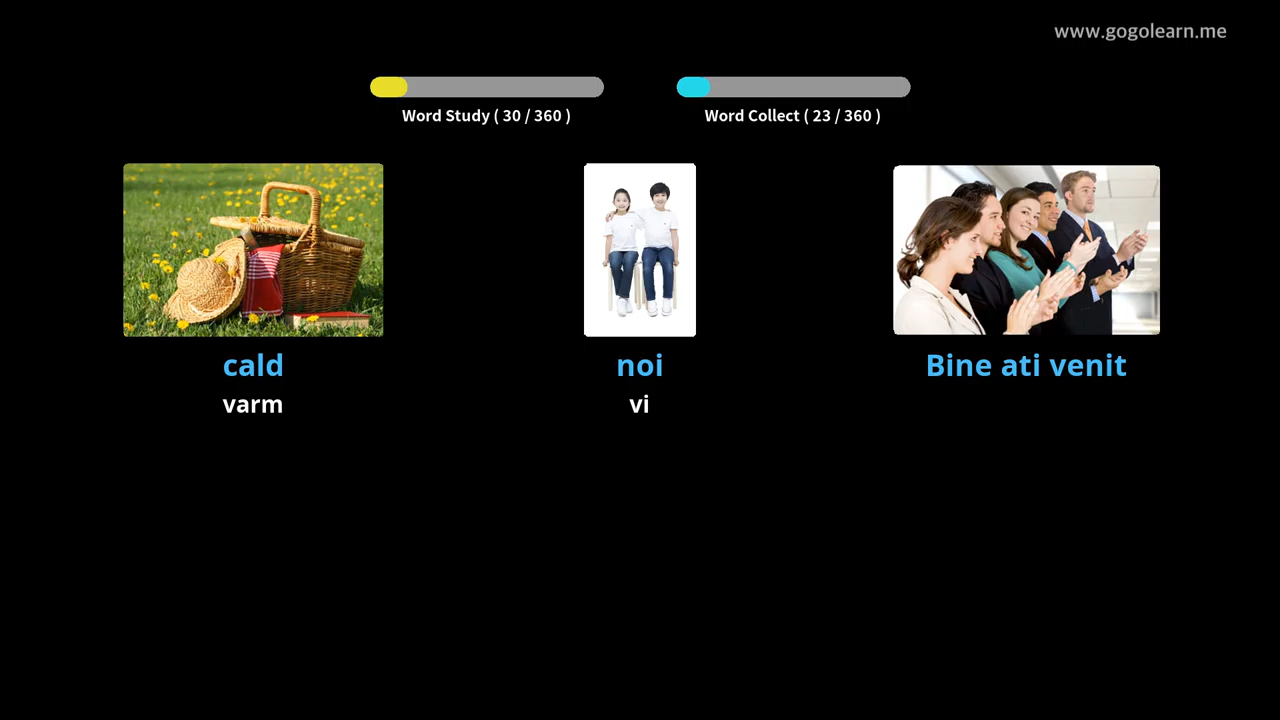 www.gogolearn.me
Word Study ( 30 / 360 )
Word Collect ( 23 / 360 )
cald
noi
Bine ati venit
varm
vi